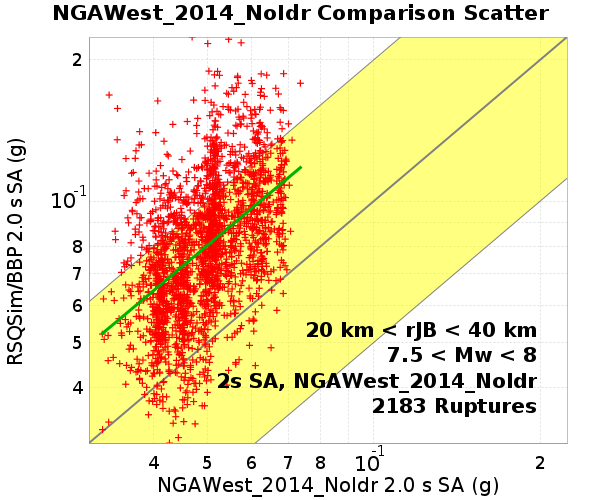 NGAWest_2014_NoIdr Comparison Scatter
RSQSim/BBP 2.0 s SA (g)
2
10-1
8
7
6
5
4
20 km < rJB < 40 km
7.5 < Mw < 8
2s SA, NGAWest_2014_NoIdr
2183 Ruptures
4 5 6 7 8 10-1 2
NGAWest_2014_NoIdr 2.0 s SA (g)